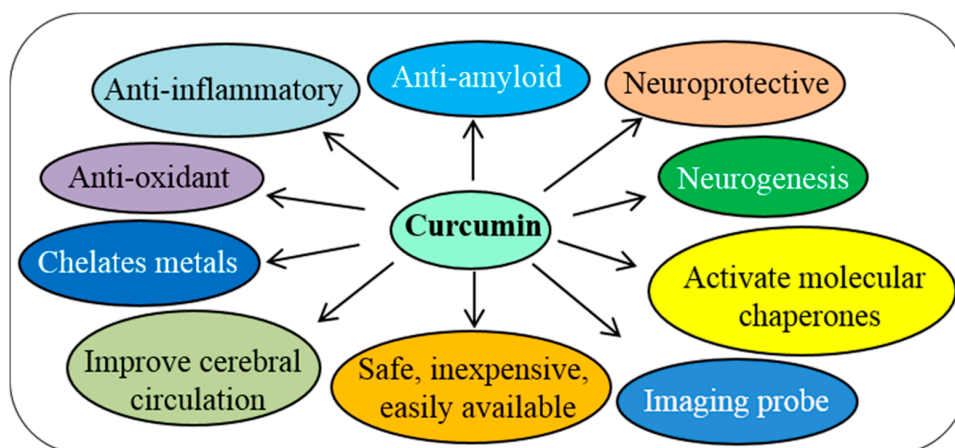 Anti-inflammatory
Anti-amyloid
Neuroprotective
Anti-oxidant
Neurogenesis
Curcumin
Chelates metals
Activate molecular
chaperones
Improve cerebral
circulation
Safe, inexpensive,
easily available
Imaging probe